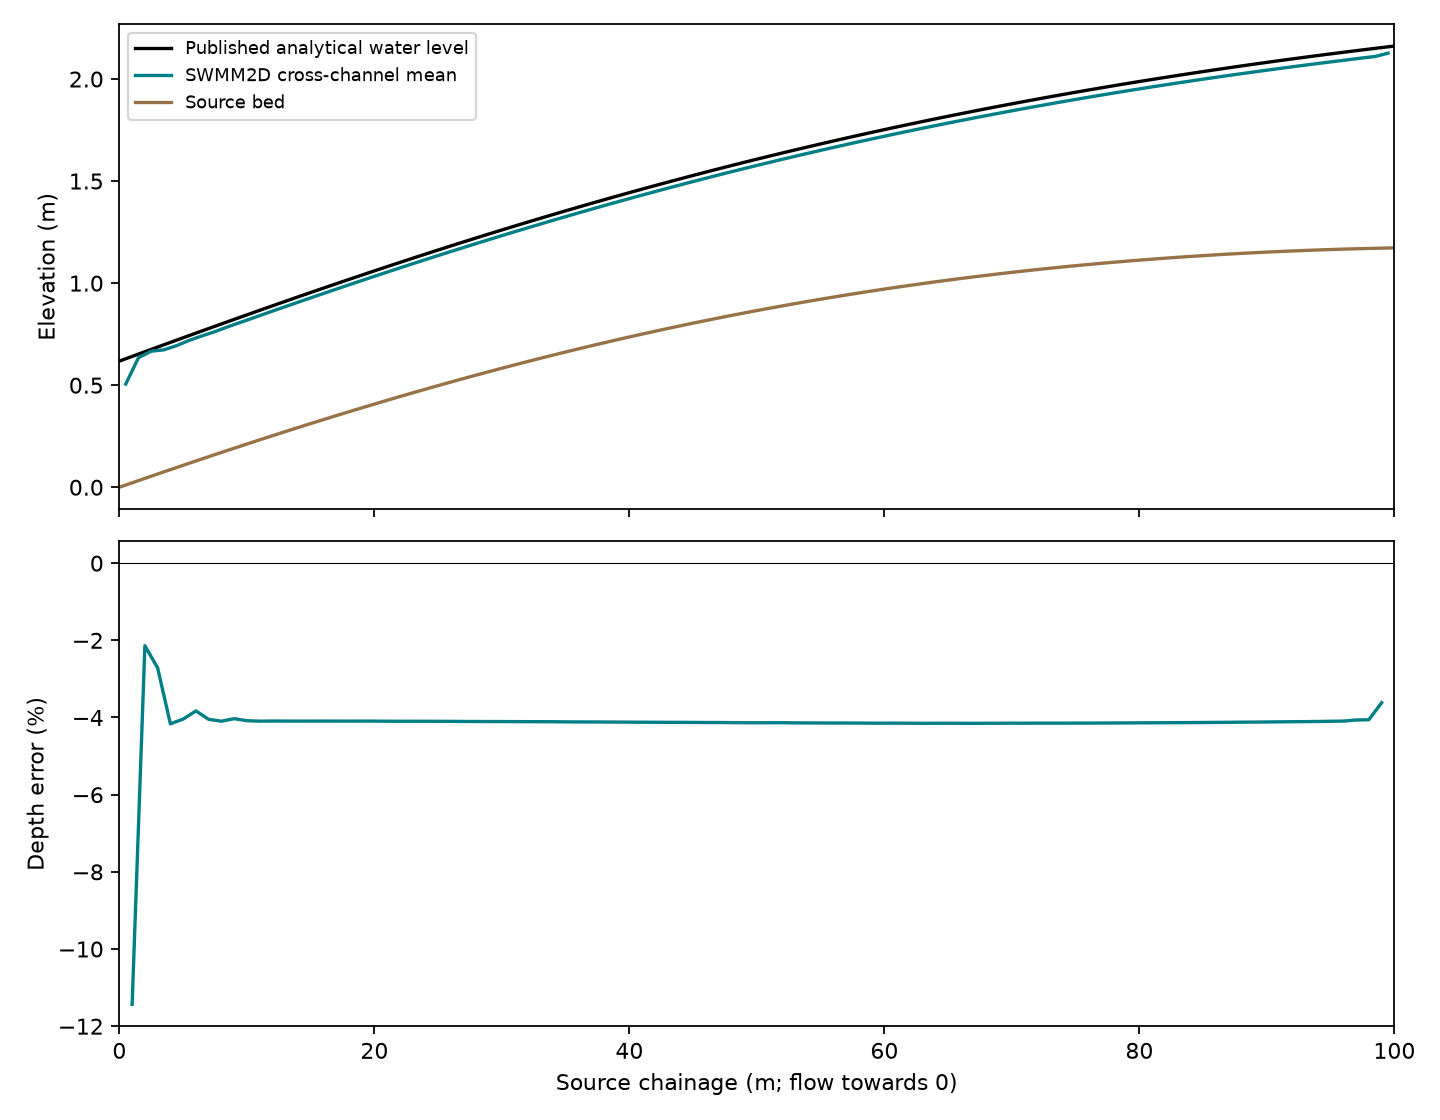 Published analytical water level
SWMM2D cross-channel mean
Source bed
Elevation (m)
2.0
1.5
1.0
0.5
0.0
Depth error (%)
0
−2
−4
−6
−8
−10
−12
0 20 40 60 80 100
Source chainage (m; flow towards 0)